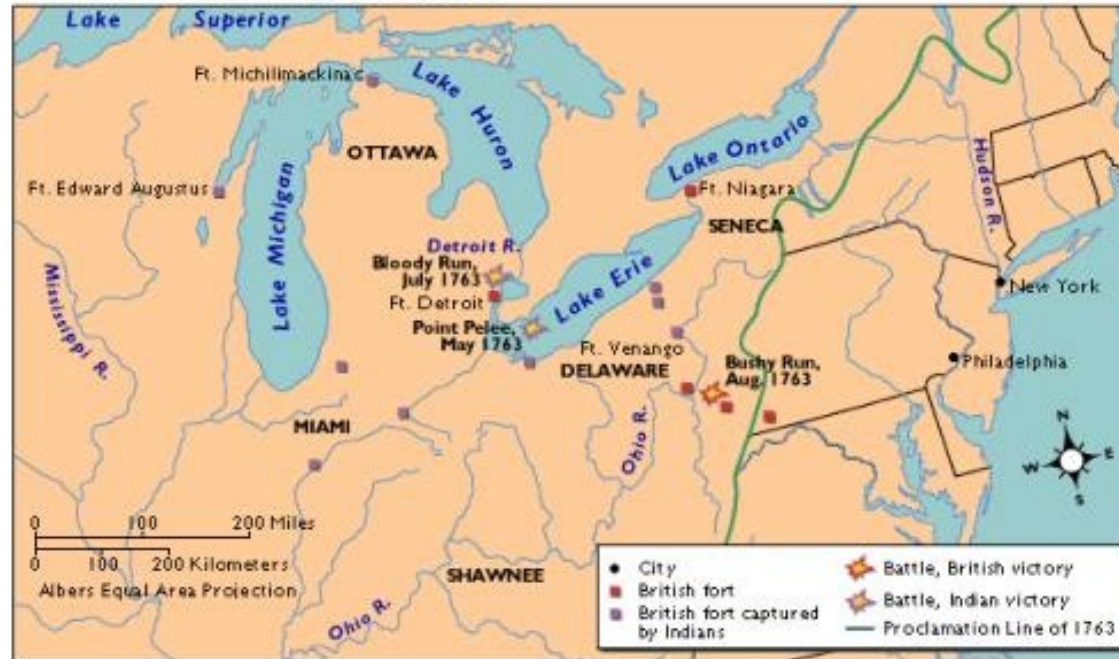 Lake Superior
Ft. Michilimackinac
Lake Huron
OTTAWA
Lake Ontario
Ft. Edward Augustus
Ft. Niagara
Hudson R.
Lake Michigan
SENECA
Detroit R.
Bloody Run,
July 1763
Lake Erie
Mississippi R.
Ft. Detroit
New York
Point Pelee,
May 1763
Ft. Venango
Bushy Run,
Aug. 1763
Philadelphia
DELAWARE
MIAMI
Ohio R.
N
W E
S
0 100 200 Miles
0 100 200 Kilometers
Albers Equal Area Projection
SHAWNEE
Ohio R.
City
British fort
British fort captured
by Indians
Battle, British victory
Battle, Indian victory
Proclamation Line of 1763